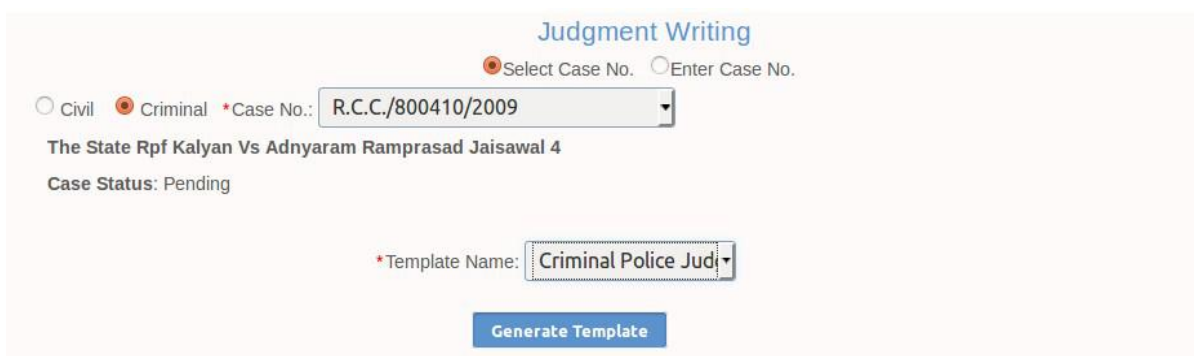 Judgment Writing
Select Case No. Enter Case No.
Civil Criminal *Case No.: R.C.C./800410/2009
The State Rpf Kalyan Vs Adnyaram Ramprasad Jaisawal 4
Case Status: Pending
*Template Name: Criminal Police Jud
Generate Template